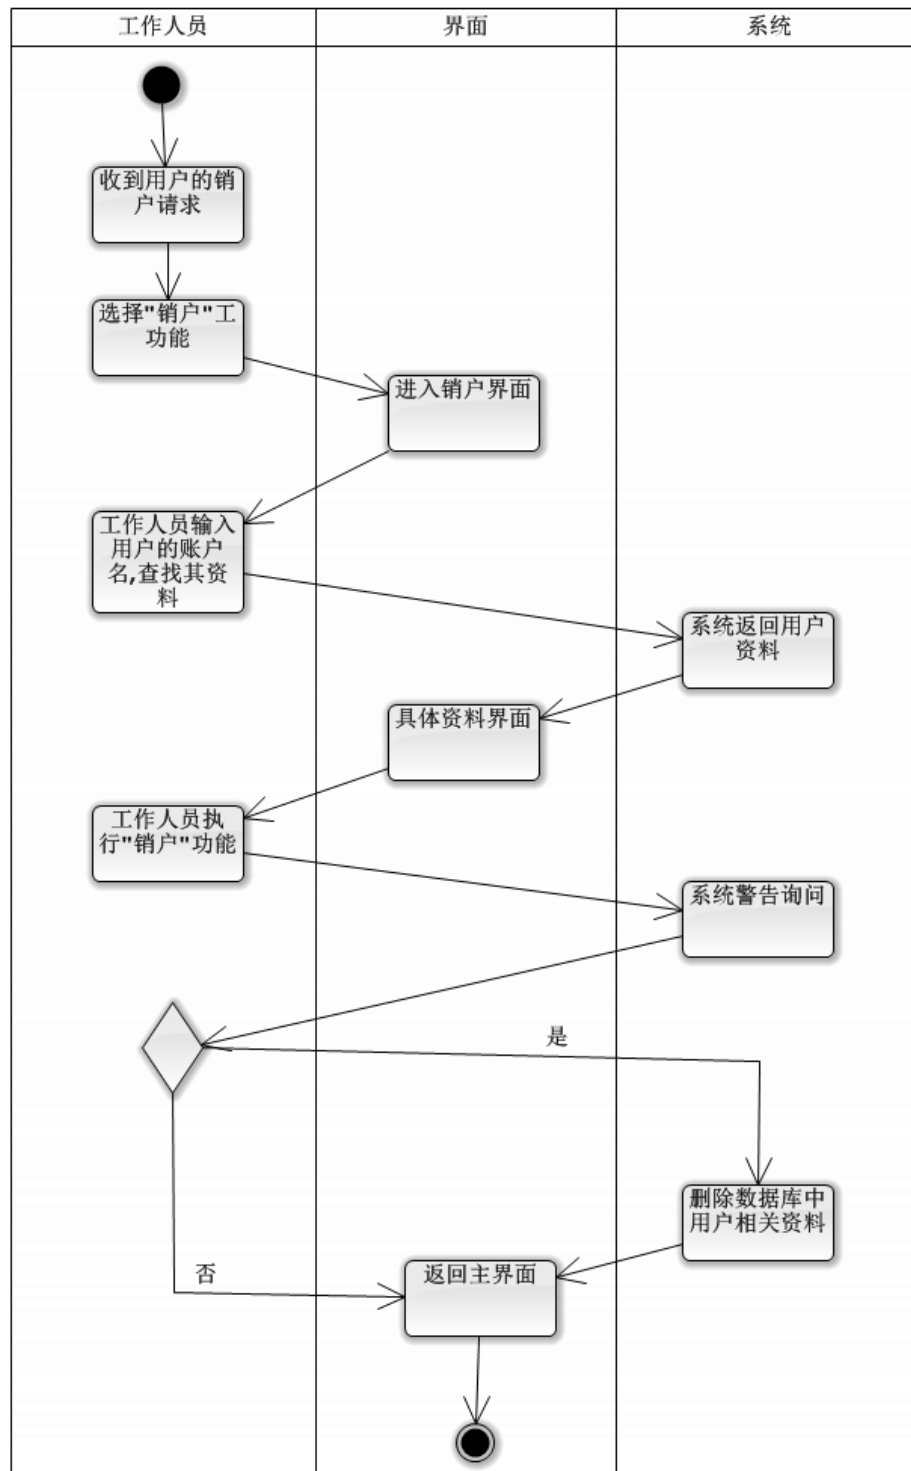 工作人员
界面
系统
收到用户的销
户请求
选择"销户"工
功能
进入销户界面
工作人员输入
用户的账户
名,查找其资
料
系统返回用户
资料
具体资料界面
工作人员执
行"销户"功能
系统警告询问
是
删除数据库中
用户相关资料
否
返回主界面